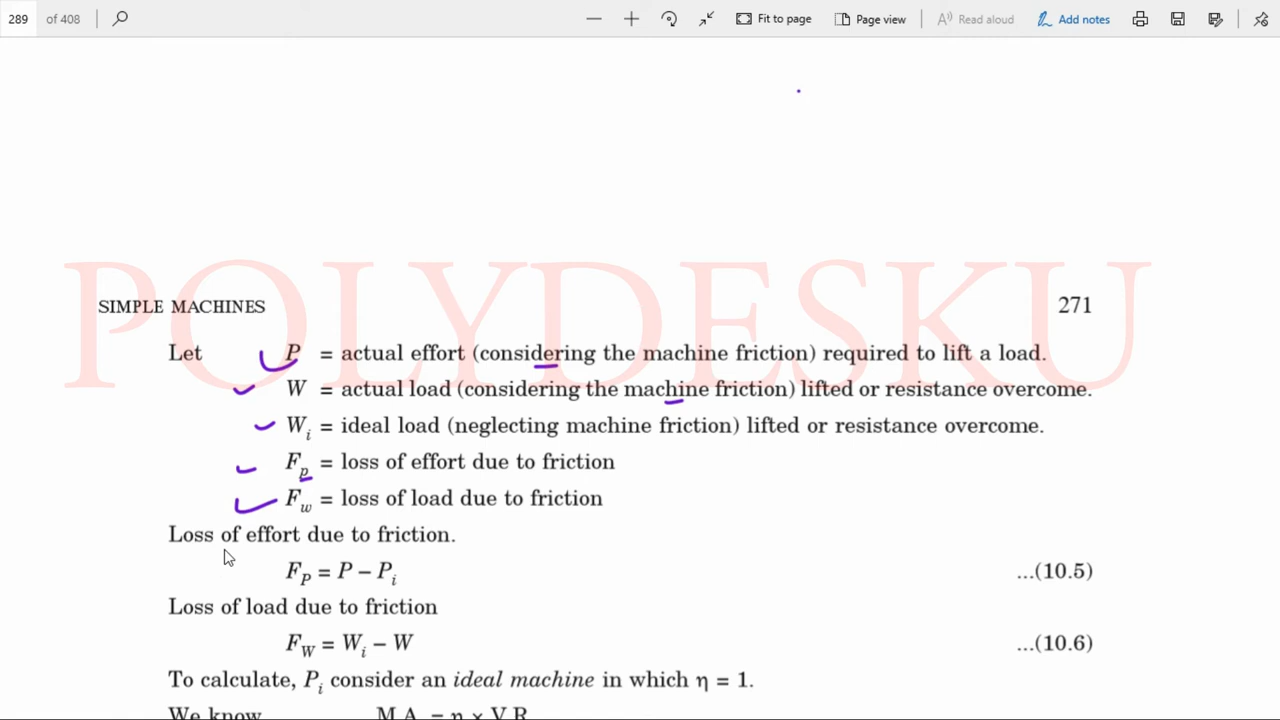 289 of 408 Fit to page Page view Read aloud Add notes
POLYDESKU
SIMPLE MACHINES 271
Let P = actual effort (considering the machine friction) required to lift a load.
W = actual load (considering the machine friction) lifted or resistance overcome.
Wi = ideal load (neglecting machine friction) lifted or resistance overcome.
Fp = loss of effort due to friction
Fw = loss of load due to friction
Loss of effort due to friction.
FP = P – Pi ...(10.5)
Loss of load due to friction
FW = Wi – W ...(10.6)
To calculate, Pi consider an ideal machine in which η = 1.
We know M.A. = η × V.R.